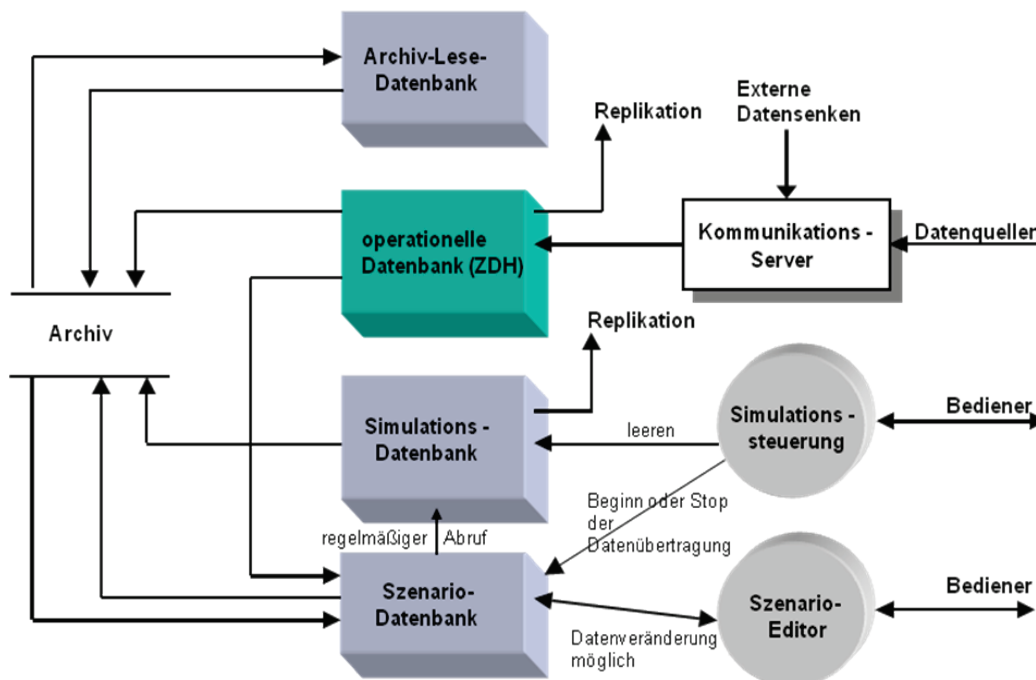 Archiv-Lese-
Datenbank
Replikation
Externe
Datensenken
operationelle
Datenbank (ZDH)
Kommunikations -
Server
Datenquellen
Archiv
Replikation
Simulations -
Datenbank
leeren
Simulations -
steuerung
Bediener
Beginn oder Stop
der
Datenübertragung
regelmäßiger Abruf
Szenario-
Datenbank
Datenveränderung
möglich
Szenario-
Editor
Bediener